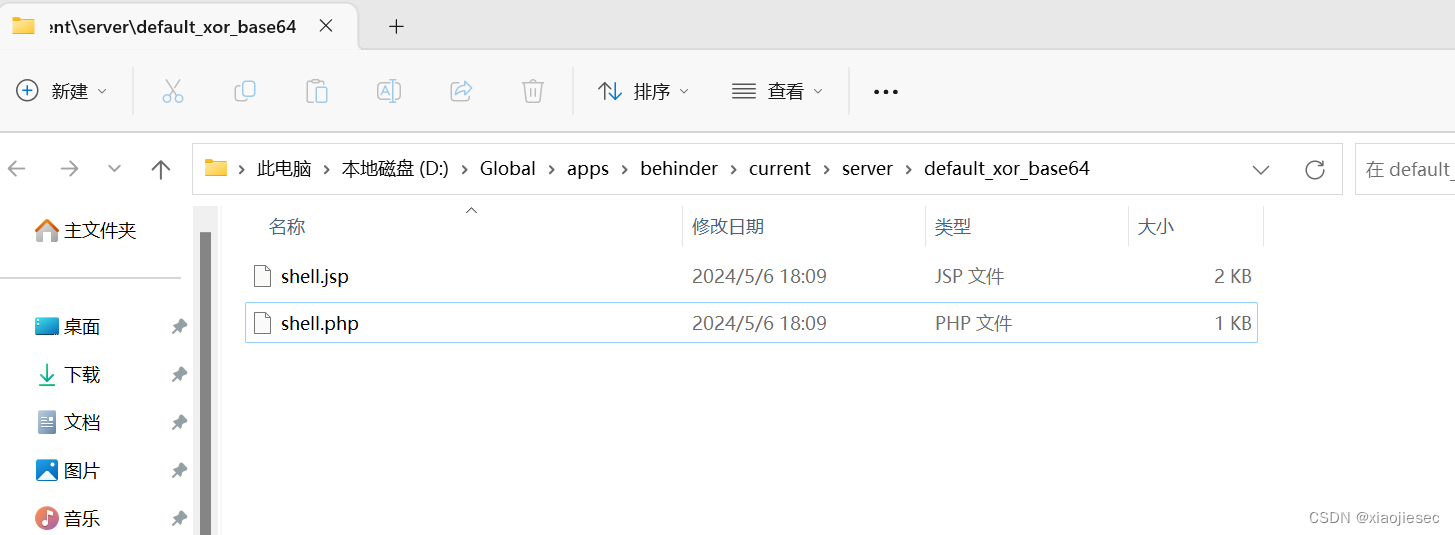 ent\server\default_xor_base64
新建 排序 查看
此电脑 本地磁盘 (D:) Global apps behinder current server default_xor_base64 在 default_
主文件夹 名称 修改日期 类型 大小
shell.jsp 2024/5/6 18:09 JSP 文件 2 KB
shell.php 2024/5/6 18:09 PHP 文件 1 KB
桌面
下载
文档
图片
音乐
CSDN @xiaojiesec